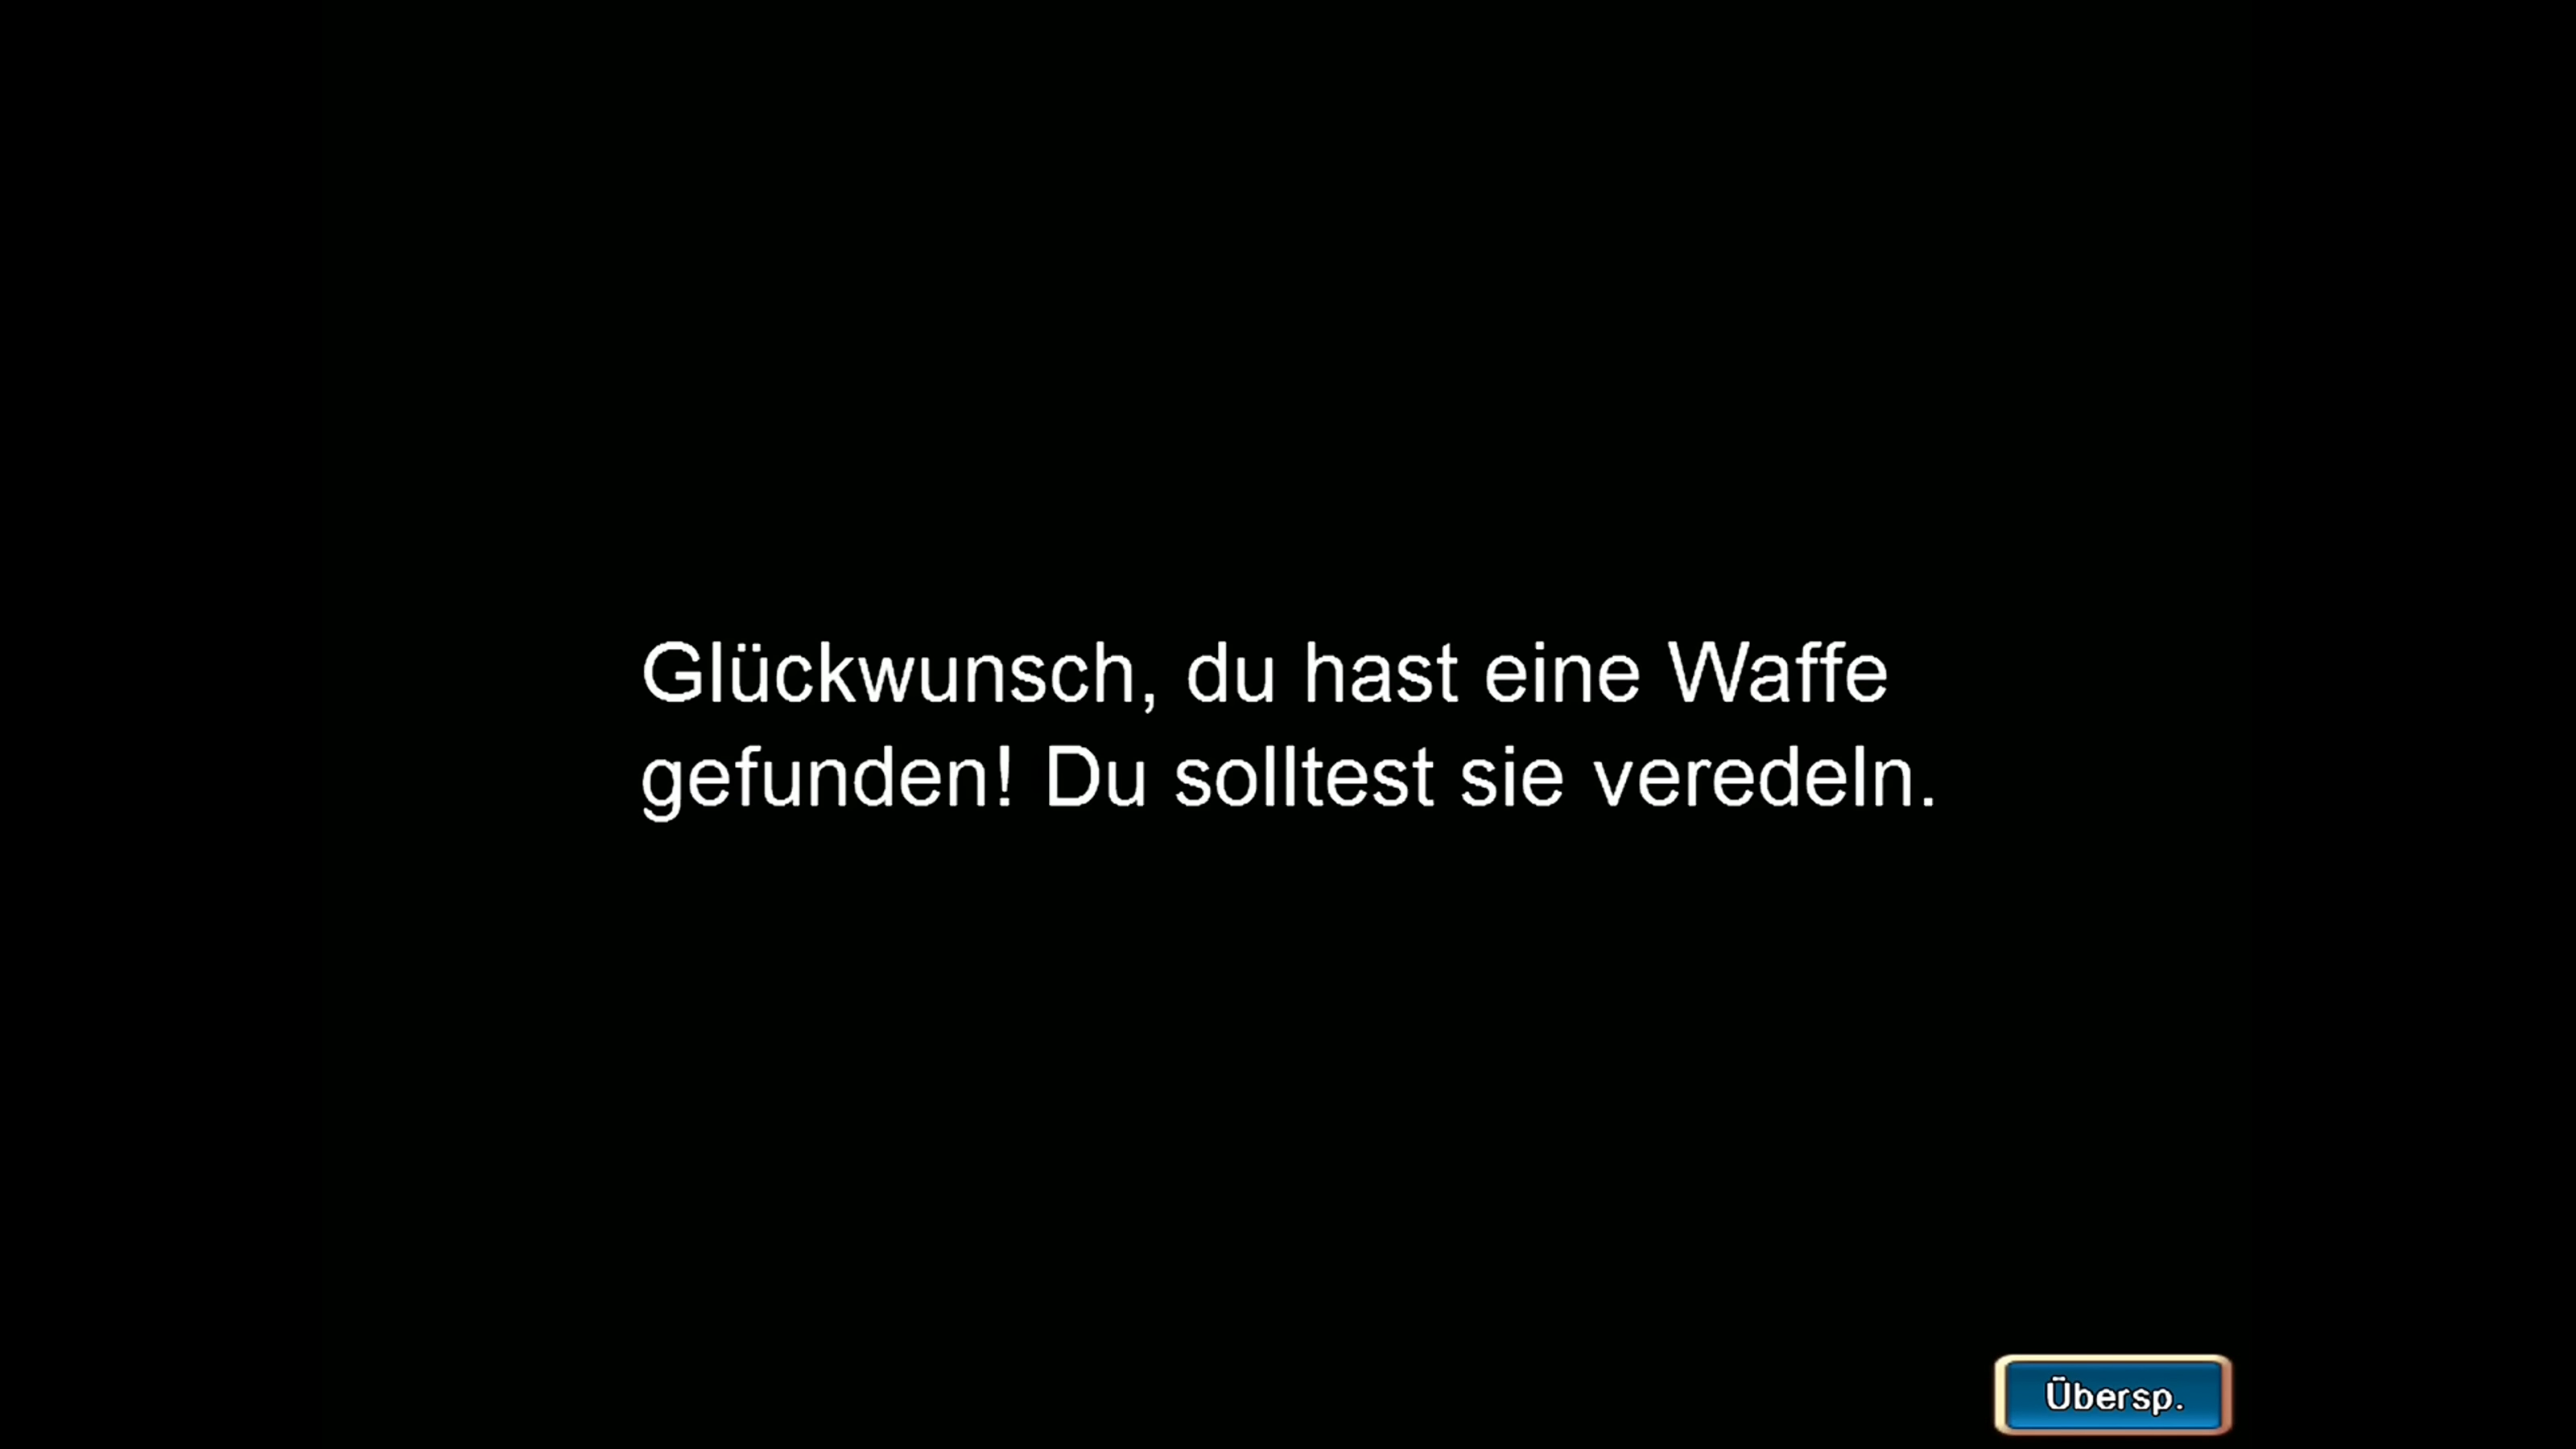 Glückwunsch, du hast eine Waffe
gefunden! Du solltest sie veredeln.
Übersp.